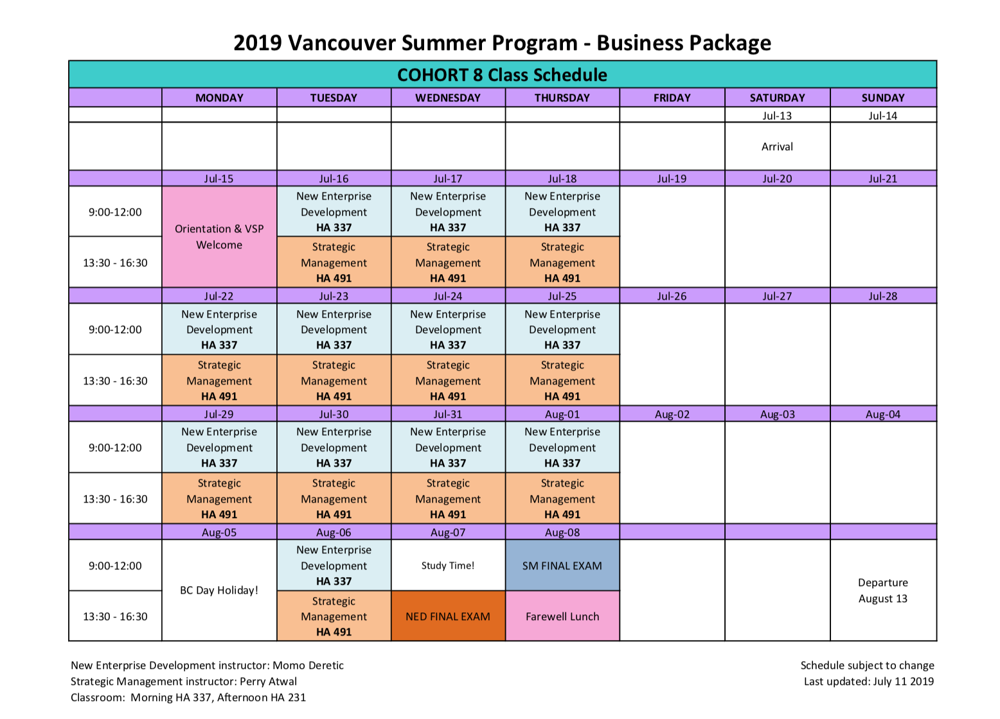 2019 Vancouver Summer Program - Business Package
COHORT 8 Class Schedule
MONDAY TUESDAY WEDNESDAY THURSDAY FRIDAY SATURDAY SUNDAY
Jul-13 Jul-14
Arrival
Jul-15 Jul-16 Jul-17 Jul-18 Jul-19 Jul-20 Jul-21
9:00-12:00
Orientation & VSP
Welcome
New Enterprise
Development
HA 337
New Enterprise
Development
HA 337
New Enterprise
Development
HA 337
13:30 - 16:30
Strategic
Management
HA 491
Strategic
Management
HA 491
Strategic
Management
HA 491
Jul-22 Jul-23 Jul-24 Jul-25 Jul-26 Jul-27 Jul-28
9:00-12:00
New Enterprise
Development
HA 337
New Enterprise
Development
HA 337
New Enterprise
Development
HA 337
New Enterprise
Development
HA 337
13:30 - 16:30
Strategic
Management
HA 491
Strategic
Management
HA 491
Strategic
Management
HA 491
Strategic
Management
HA 491
Jul-29 Jul-30 Jul-31 Aug-01 Aug-02 Aug-03 Aug-04
9:00-12:00
New Enterprise
Development
HA 337
New Enterprise
Development
HA 337
New Enterprise
Development
HA 337
New Enterprise
Development
HA 337
13:30 - 16:30
Strategic
Management
HA 491
Strategic
Management
HA 491
Strategic
Management
HA 491
Strategic
Management
HA 491
Aug-05 Aug-06 Aug-07 Aug-08
9:00-12:00
BC Day Holiday!
New Enterprise
Development
HA 337
Study Time!
SM FINAL EXAM
Departure
August 13
13:30 - 16:30
Strategic
Management
HA 491
NED FINAL EXAM
Farewell Lunch
New Enterprise Development instructor: Momo Deretic
Strategic Management instructor: Perry Atwal
Classroom:  Morning HA 337, Afternoon HA 231
Schedule subject to change
Last updated: July 11 2019